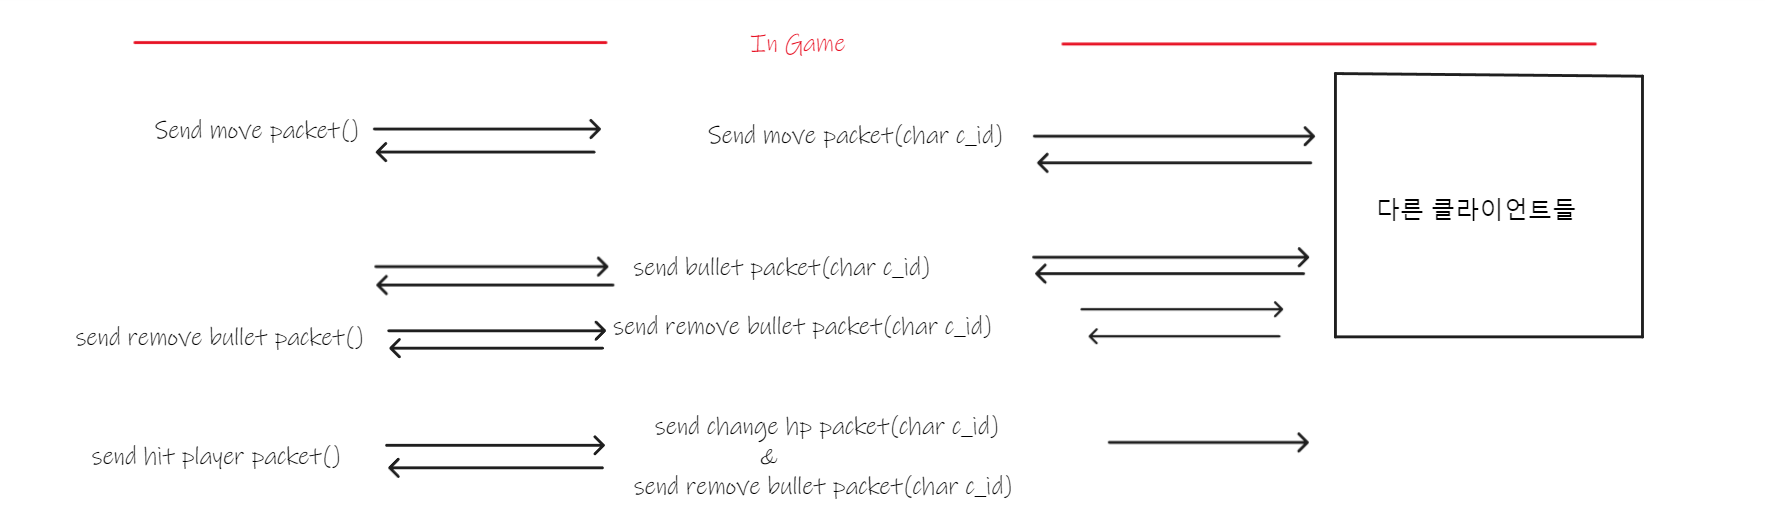 In Game
Send move packet()
Send move packet(char c_id)
다른 클라이언트들
send bullet packet(char c_id)
send remove bullet packet()
send remove bullet packet(char c_id)
send hit player packet()
send change hp packet(char c_id)
&
send remove bullet packet(char c_id)